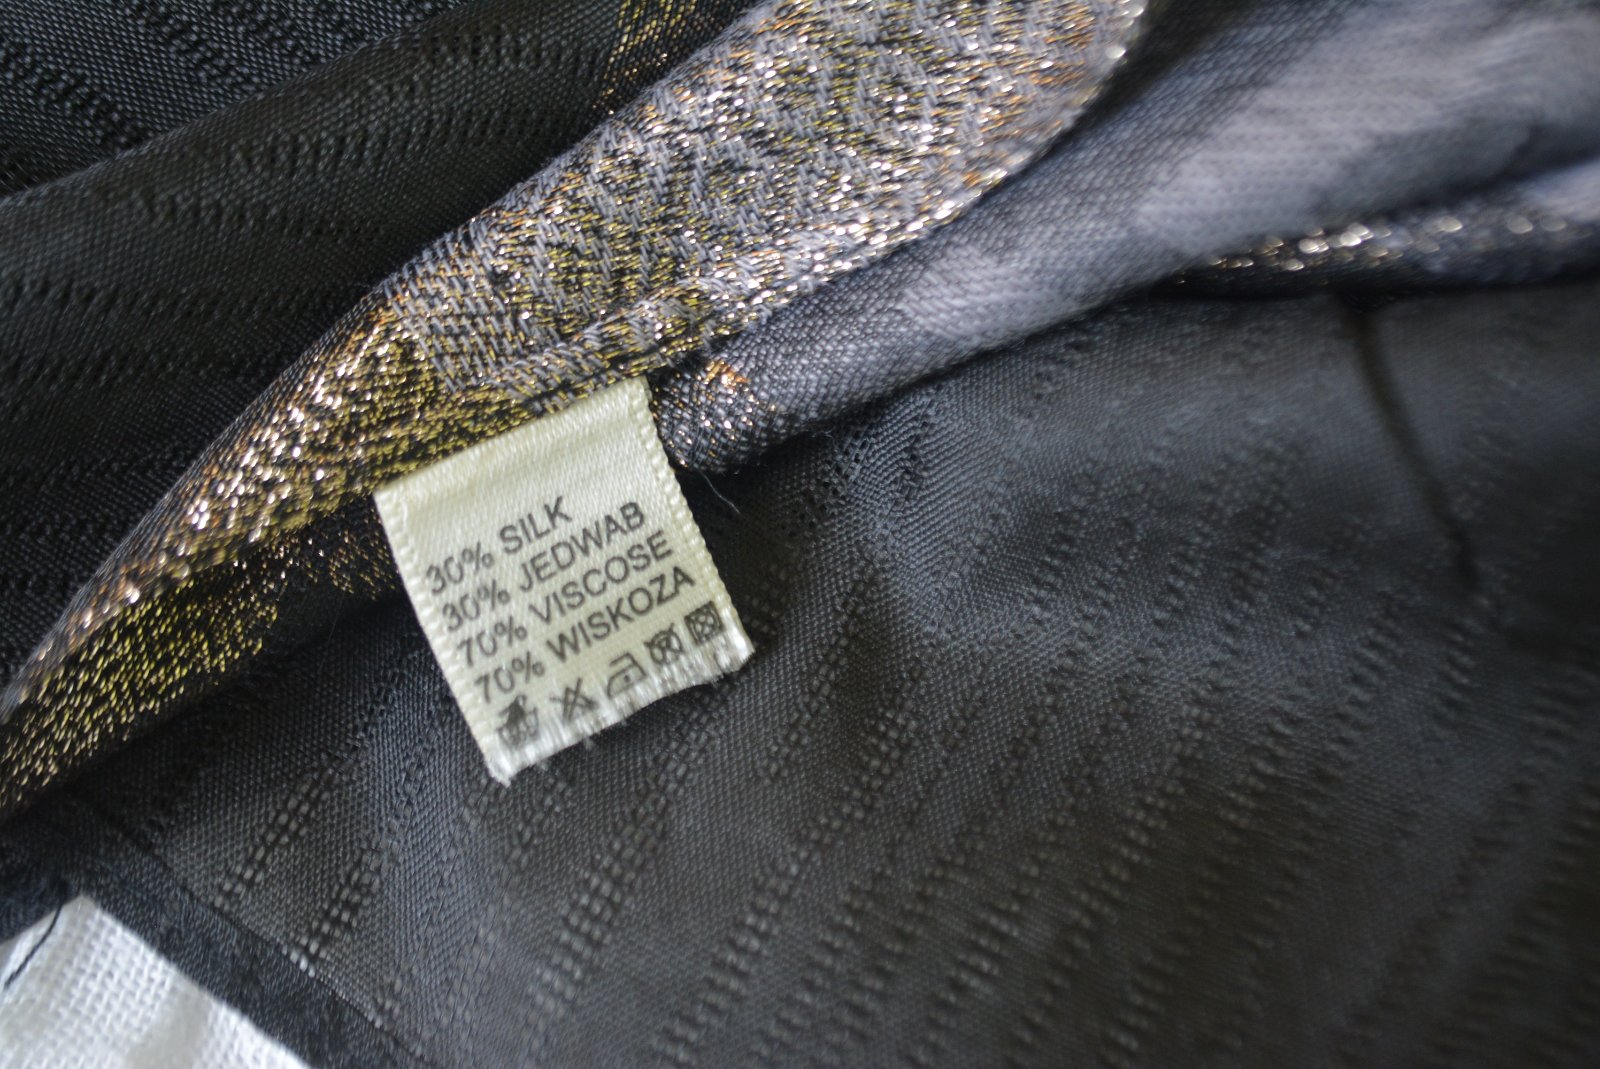 30% SILK
30% JEDWAB
70% VISCOSE
70% WISKOZA